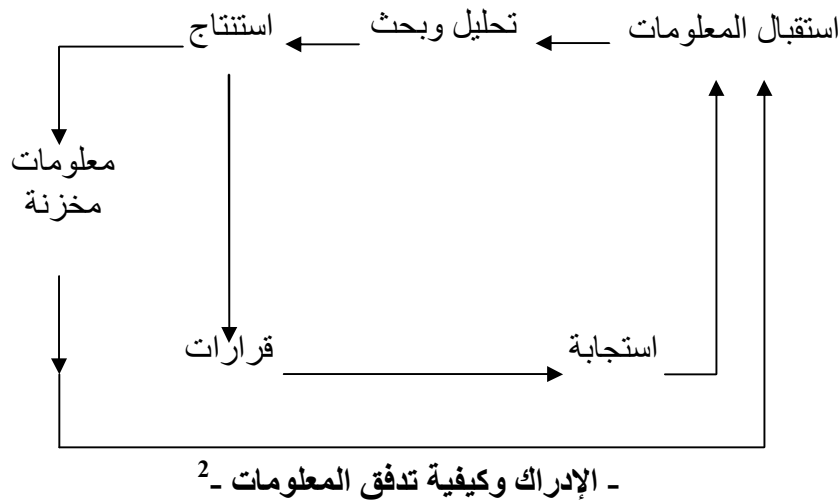 استقبال المعلومات
تحليل وبحث
استنتاج
معلومات
مخزنة
قرارات
استجابة
- الإدراك وكيفية تدفق المعلومات -2